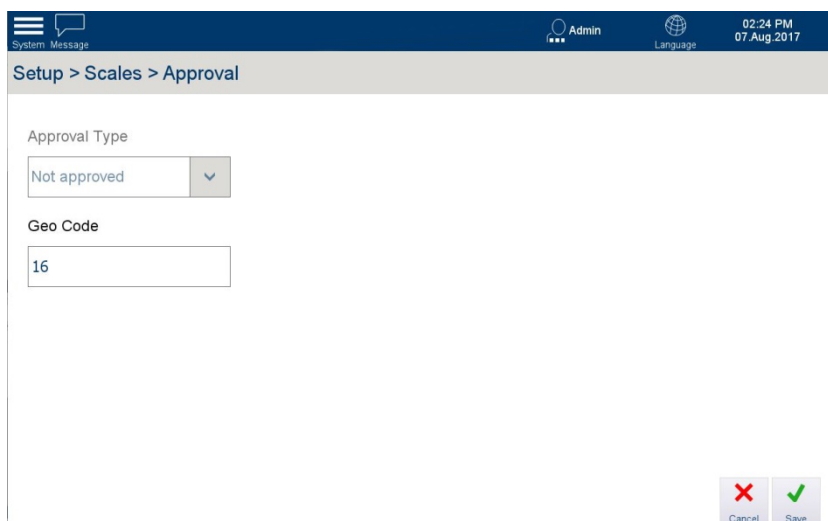 System Message Admin Language 02:24 PM
07.Aug.2017
Setup > Scales > Approval
Approval Type
Not approved
Geo Code
16
Cancel Save